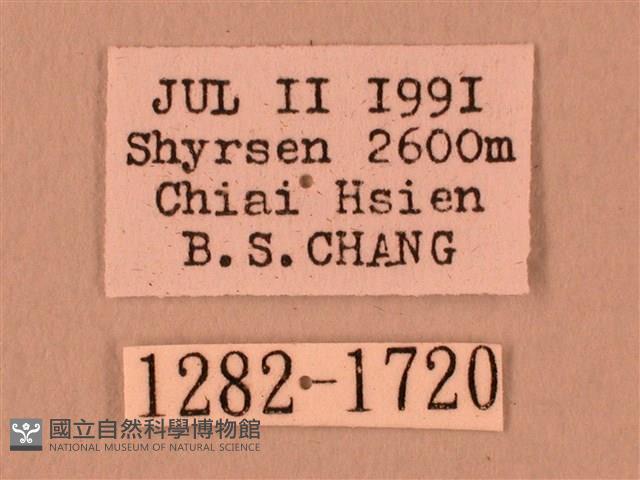 JUL II I99I
Shyrsen 2600m
Chiai Hsien
B.S.CHANG
1282-1720
國立自然科學博物館
NATIONAL MUSEUM OF NATURAL SCIENCE